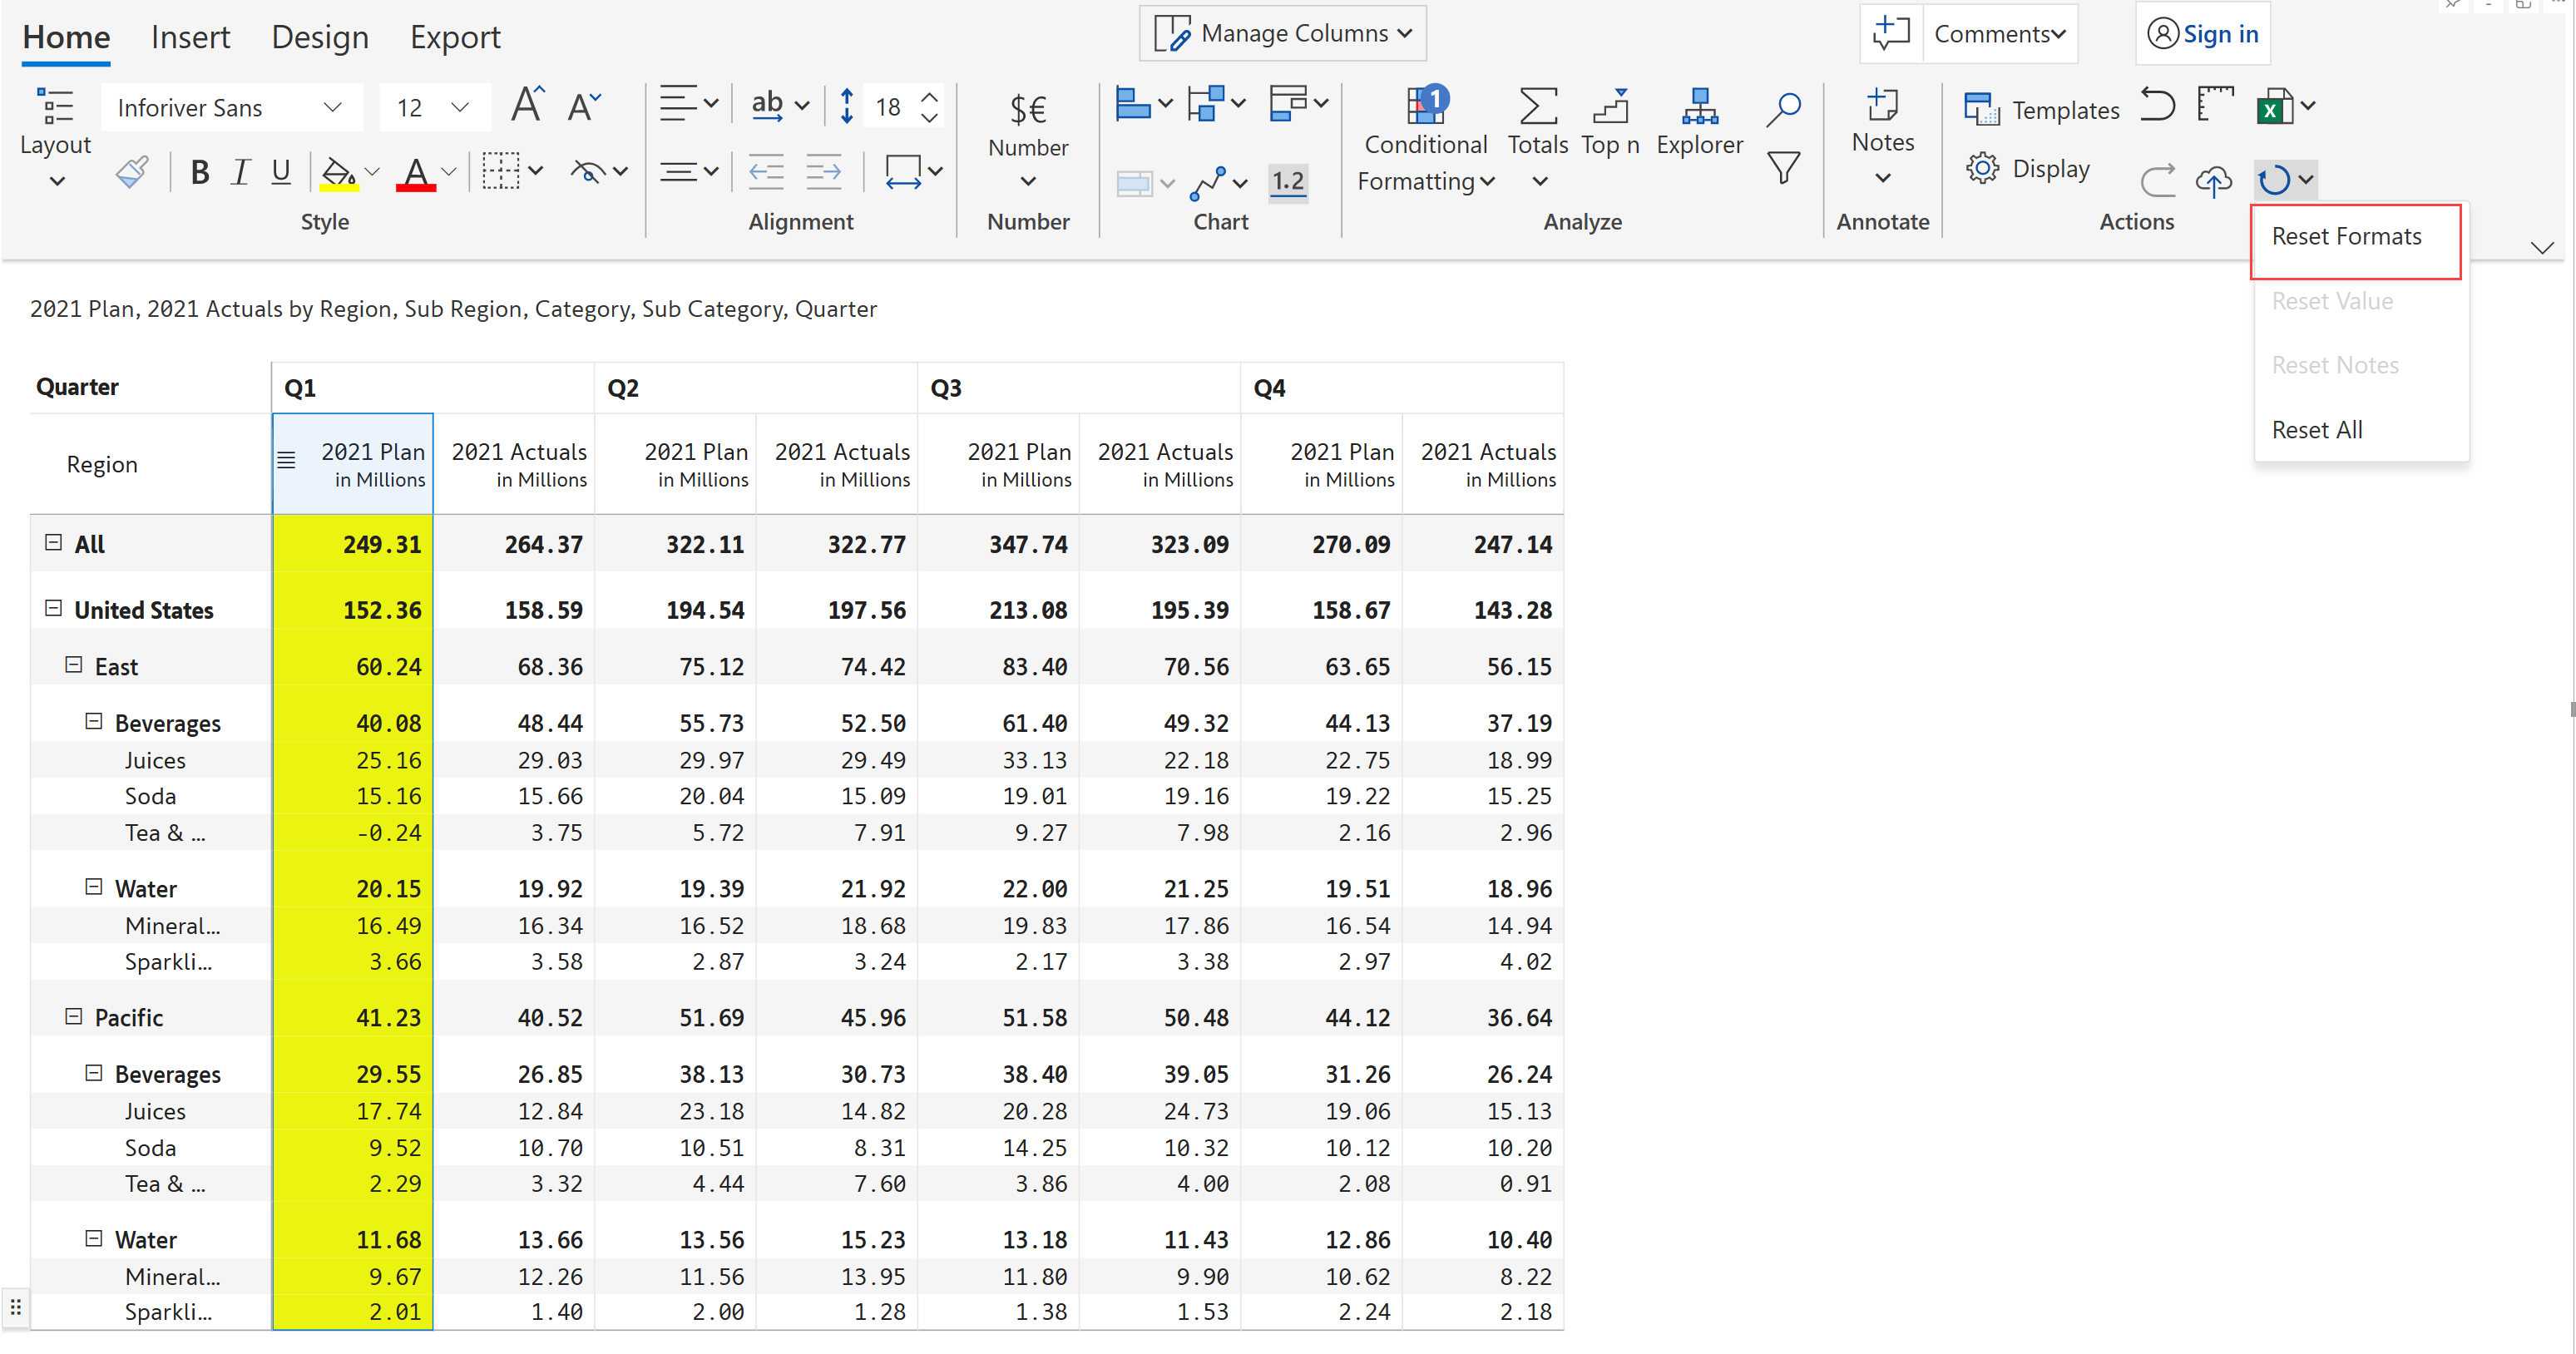 Home Insert Design Export Manage Columns Comments Sign in
Inforiver Sans 12 A A ab 18 $€ 1 Templates
Layout Number Conditional Totals Top n Explorer Notes
B I U A 1.2 Formatting Display
Style Alignment Number Chart Analyze Annotate Actions
Reset Formats
Reset Value
Reset Notes
Reset All
2021 Plan, 2021 Actuals by Region, Sub Region, Category, Sub Category, Quarter
Quarter Q1 Q2 Q3 Q4
Region 2021 Plan 2021 Actuals 2021 Plan 2021 Actuals 2021 Plan 2021 Actuals 2021 Plan 2021 Actuals
in Millions in Millions in Millions in Millions in Millions in Millions in Millions in Millions
All 249.31 264.37 322.11 322.77 347.74 323.09 270.09 247.14
United States 152.36 158.59 194.54 197.56 213.08 195.39 158.67 143.28
East 60.24 68.36 75.12 74.42 83.40 70.56 63.65 56.15
Beverages 40.08 48.44 55.73 52.50 61.40 49.32 44.13 37.19
Juices 25.16 29.03 29.97 29.49 33.13 22.18 22.75 18.99
Soda 15.16 15.66 20.04 15.09 19.01 19.16 19.22 15.25
Tea & ... -0.24 3.75 5.72 7.91 9.27 7.98 2.16 2.96
Water 20.15 19.92 19.39 21.92 22.00 21.25 19.51 18.96
Mineral... 16.49 16.34 16.52 18.68 19.83 17.86 16.54 14.94
Sparkli... 3.66 3.58 2.87 3.24 2.17 3.38 2.97 4.02
Pacific 41.23 40.52 51.69 45.96 51.58 50.48 44.12 36.64
Beverages 29.55 26.85 38.13 30.73 38.40 39.05 31.26 26.24
Juices 17.74 12.84 23.18 14.82 20.28 24.73 19.06 15.13
Soda 9.52 10.70 10.51 8.31 14.25 10.32 10.12 10.20
Tea & ... 2.29 3.32 4.44 7.60 3.86 4.00 2.08 0.91
Water 11.68 13.66 13.56 15.23 13.18 11.43 12.86 10.40
Mineral... 9.67 12.26 11.56 13.95 11.80 9.90 10.62 8.22
Sparkli... 2.01 1.40 2.00 1.28 1.38 1.53 2.24 2.18